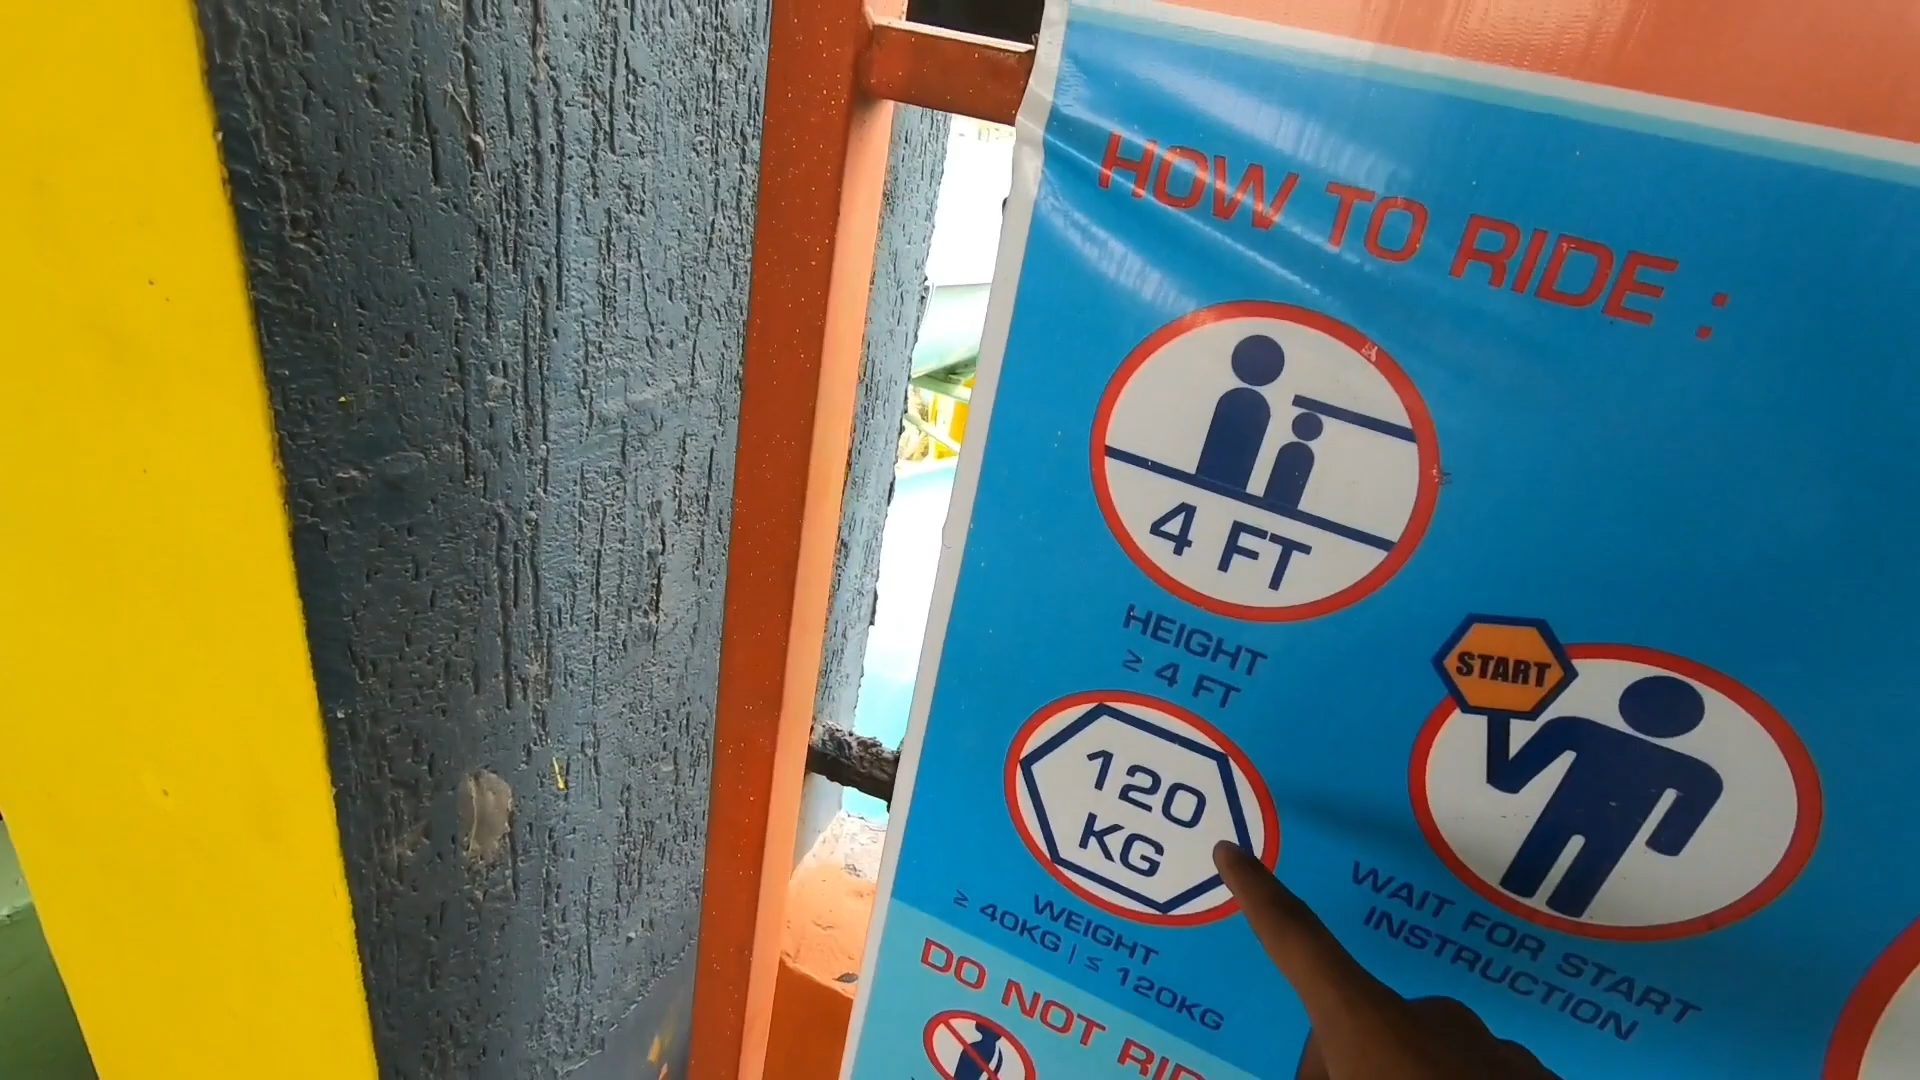 HOW TO RIDE :
4 FT
HEIGHT
≥ 4 FT
START
120
KG
WEIGHT
≥ 40KG | ≤ 120KG
WAIT FOR START
INSTRUCTION
DO NOT